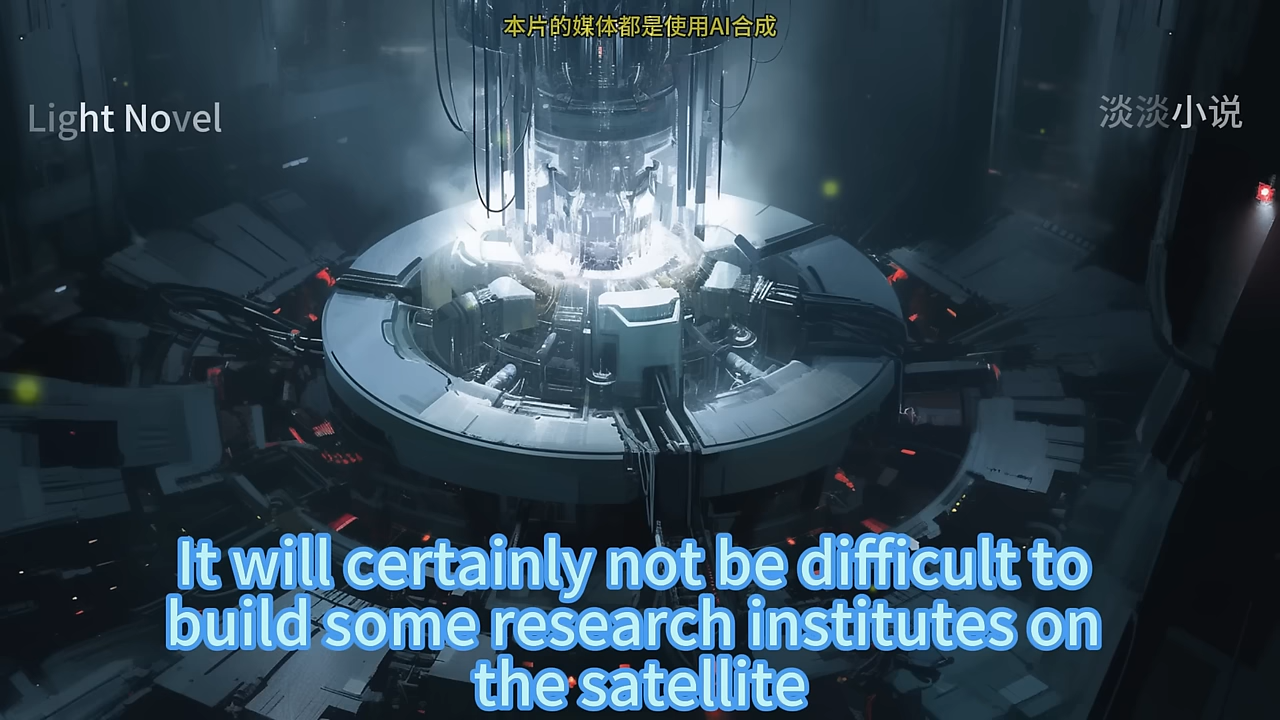 本片的媒体都是使用AI合成
Light Novel
淡淡小说
It will certainly not be difficult to
build some research institutes on
the satellite